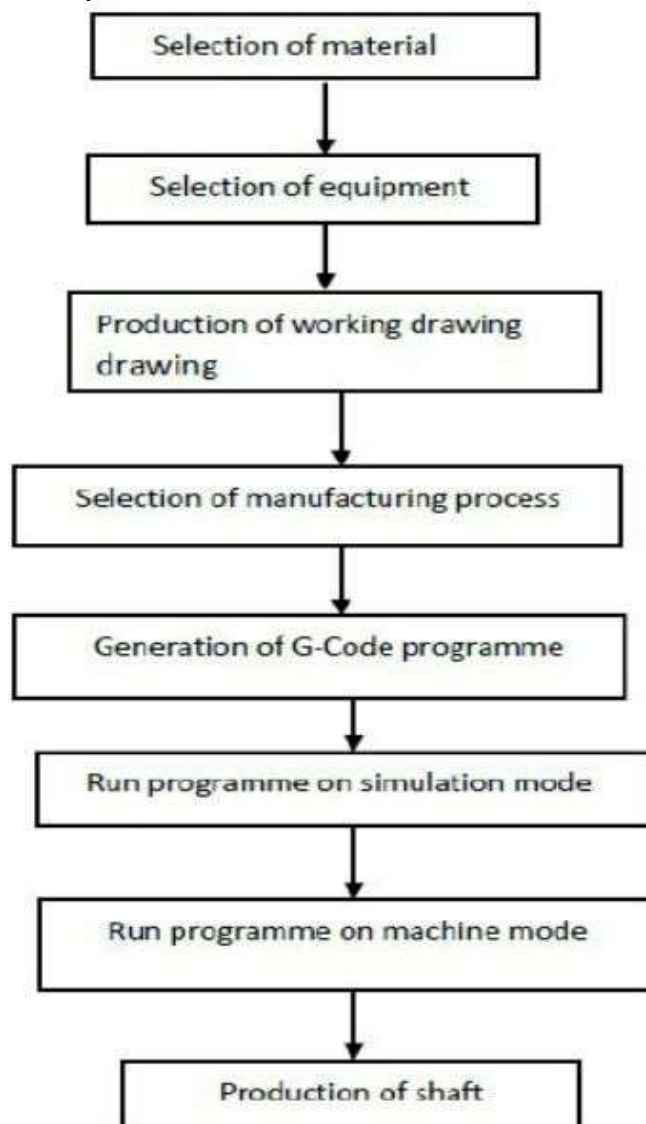 Selection of material
Selection of equipment
Production of working drawing
drawing
Selection of manufacturing process
Generation of G-Code programme
Run programme on simulation mode
Run programme on machine mode
Production of shaft